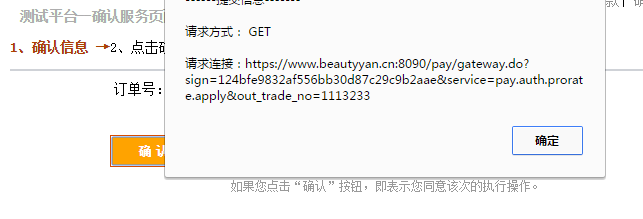 测试平台—确认服务页
------提交信息------
请求方式： GET
1、确认信息 →2、点击确
请求连接：https://www.beautyyan.cn:8090/pay/gateway.do?
sign=124bfe9832af556bb30d87c29c9b2aae&service=pay.auth.prorat
e.apply&out_trade_no=1113233
订单号：
确定
确 认
如果您点击“确认”按钮，即表示您同意该次的执行操作。